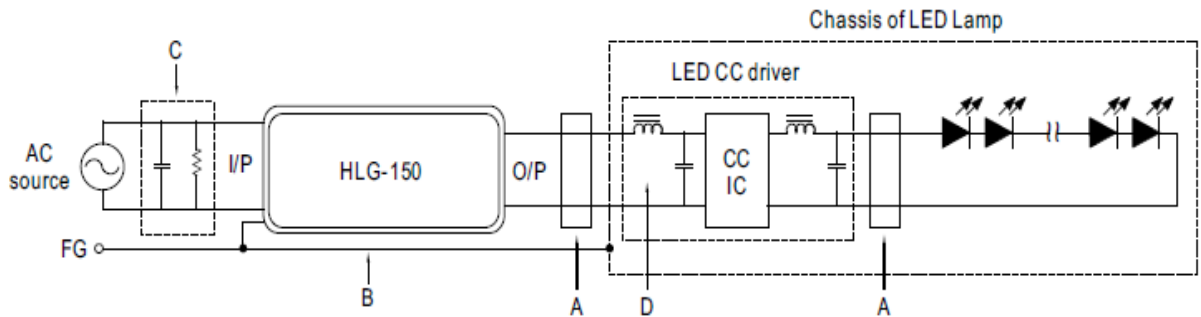 Chassis of LED Lamp
C
LED CC driver
AC
source
I/P
HLG-150
O/P
CC
IC
FG
B
A
D
A